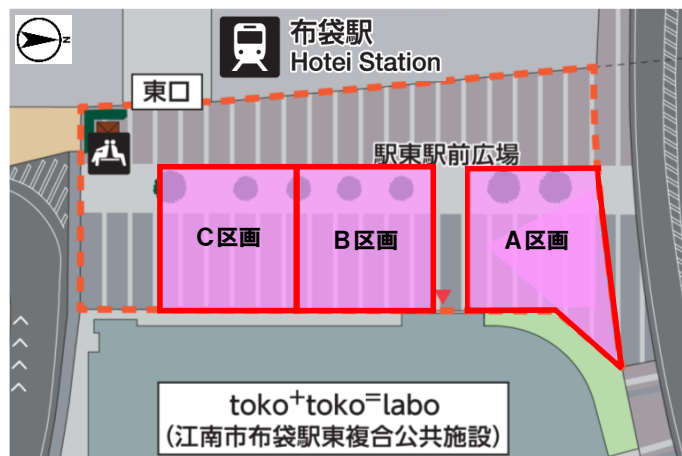 N
布袋駅
Hotei Station
東口
駅東駅前広場
C区画
B区画
A区画
toko+toko=labo
(江南市布袋駅東複合公共施設)